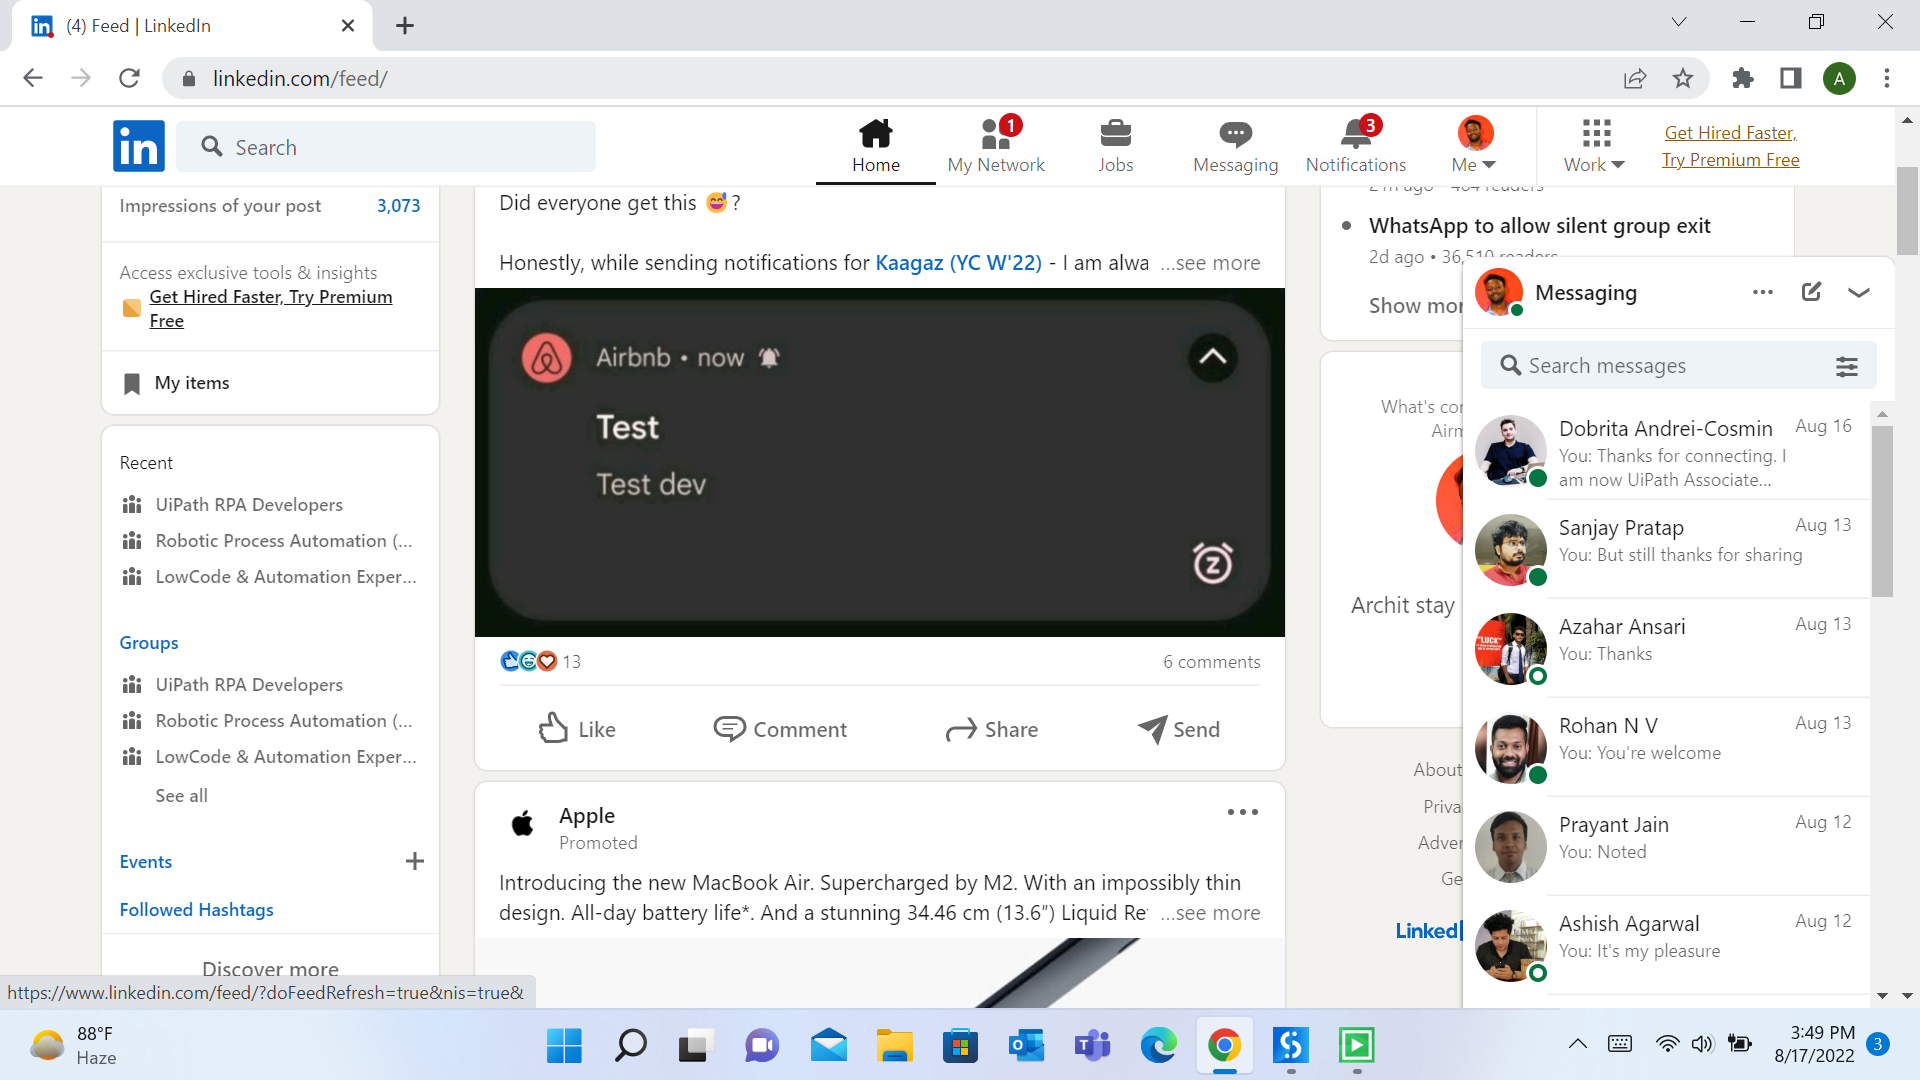 (4) Feed | LinkedIn
linkedin.com/feed/
A
in
Search
Home
1
My Network
Jobs
Messaging
3
Notifications
Me
Work
Get Hired Faster,
Try Premium Free
Impressions of your post 3,073
Access exclusive tools & insights
Get Hired Faster, Try Premium
Free
My items
Recent
UiPath RPA Developers
Robotic Process Automation (...
LowCode & Automation Exper...
Groups
UiPath RPA Developers
Robotic Process Automation (...
LowCode & Automation Exper...
See all
Events
Followed Hashtags
Discover more
https://www.linkedin.com/feed/?doFeedRefresh=true&nis=true&
Did everyone get this 😅 ?
Honestly, while sending notifications for Kaagaz (YC W'22) - I am alwa ...see more
Airbnb • now
Test
Test dev
13
6 comments
Like
Comment
Share
Send
Apple
Promoted
Introducing the new MacBook Air. Supercharged by M2. With an impossibly thin
design. All-day battery life*. And a stunning 34.46 cm (13.6″) Liquid Re ...see more
WhatsApp to allow silent group exit
2d ago • 36,510 readers
Show mor
What's co
Air
Archit stay
About
Priva
Adver
Ge
Linked
Messaging
Search messages
Dobrita Andrei-Cosmin Aug 16
You: Thanks for connecting. I
am now UiPath Associate...
Sanjay Pratap Aug 13
You: But still thanks for sharing
Azahar Ansari Aug 13
You: Thanks
Rohan N V Aug 13
You: You're welcome
Prayant Jain Aug 12
You: Noted
Ashish Agarwal Aug 12
You: It's my pleasure
88°F
Haze
3:49 PM
8/17/2022
3